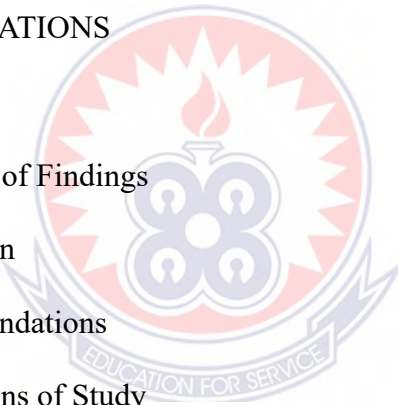 ATIONS
of Findings
n
ndations
EDUCATION FOR SERVICE
ns of Study